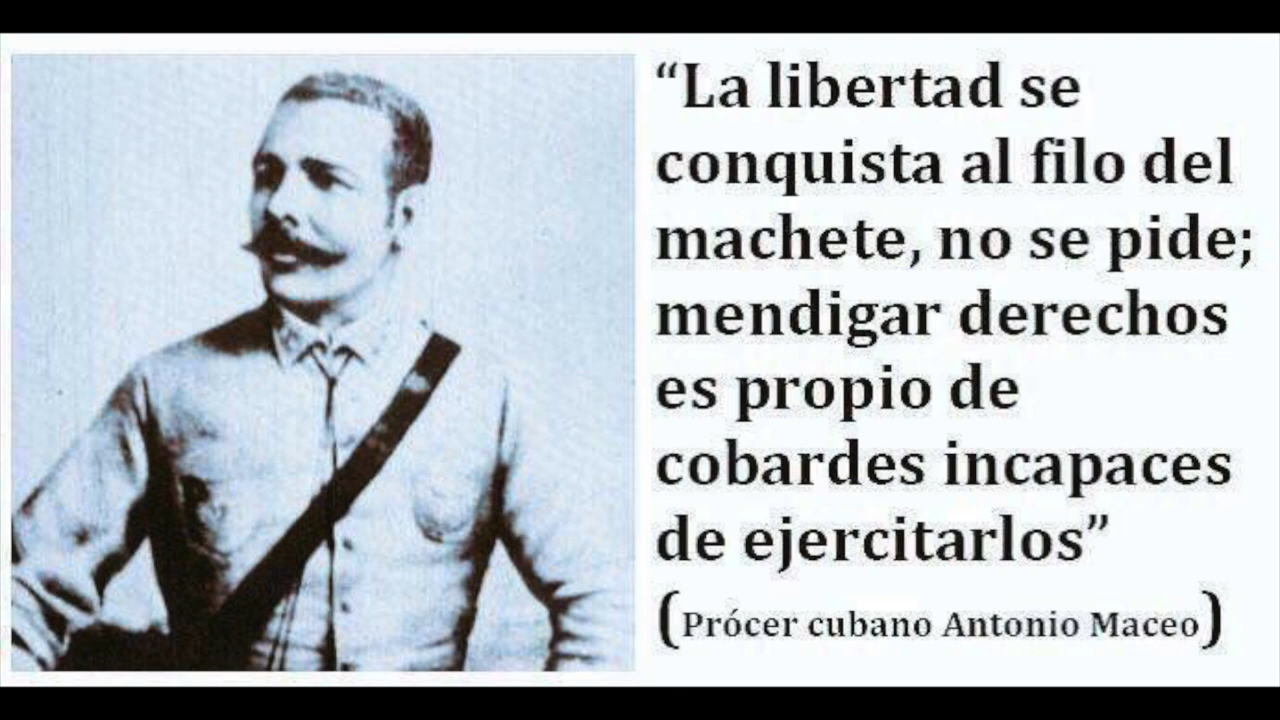 “La libertad se
conquista al filo del
machete, no se pide;
mendigar derechos
es propio de
cobardes incapaces
de ejercitarlos”
(Prócer cubano Antonio Maceo)